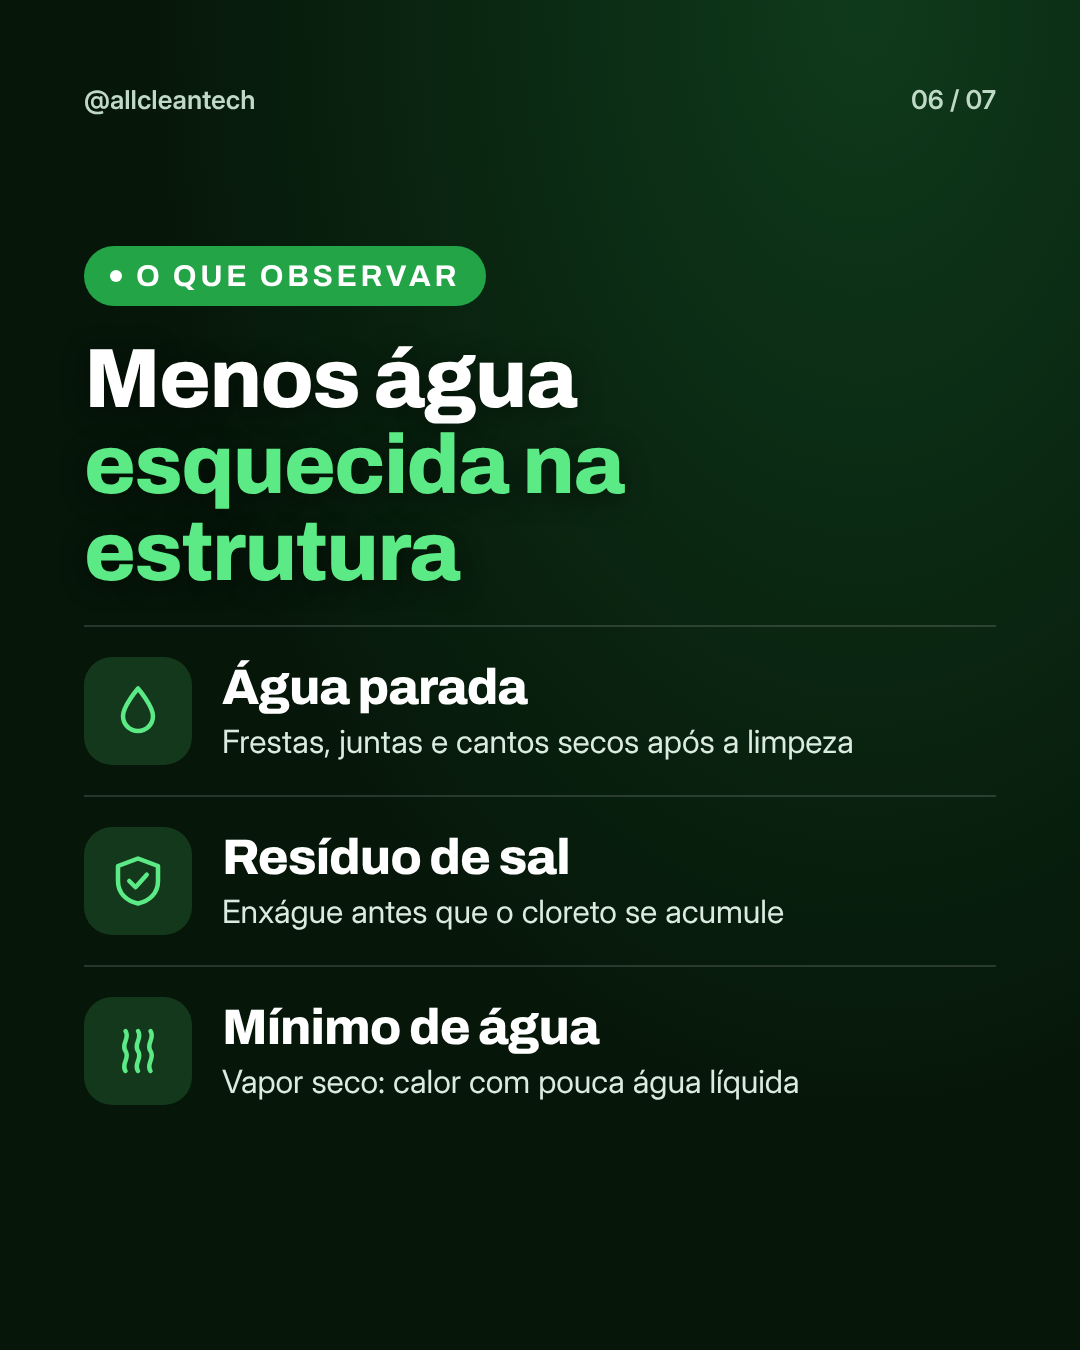 @allcleantech
06 / 07
• O QUE OBSERVAR
Menos água
esquecida na
estrutura
Água parada
Frestas, juntas e cantos secos após a limpeza
Resíduo de sal
Enxágue antes que o cloreto se acumule
Mínimo de água
Vapor seco: calor com pouca água líquida